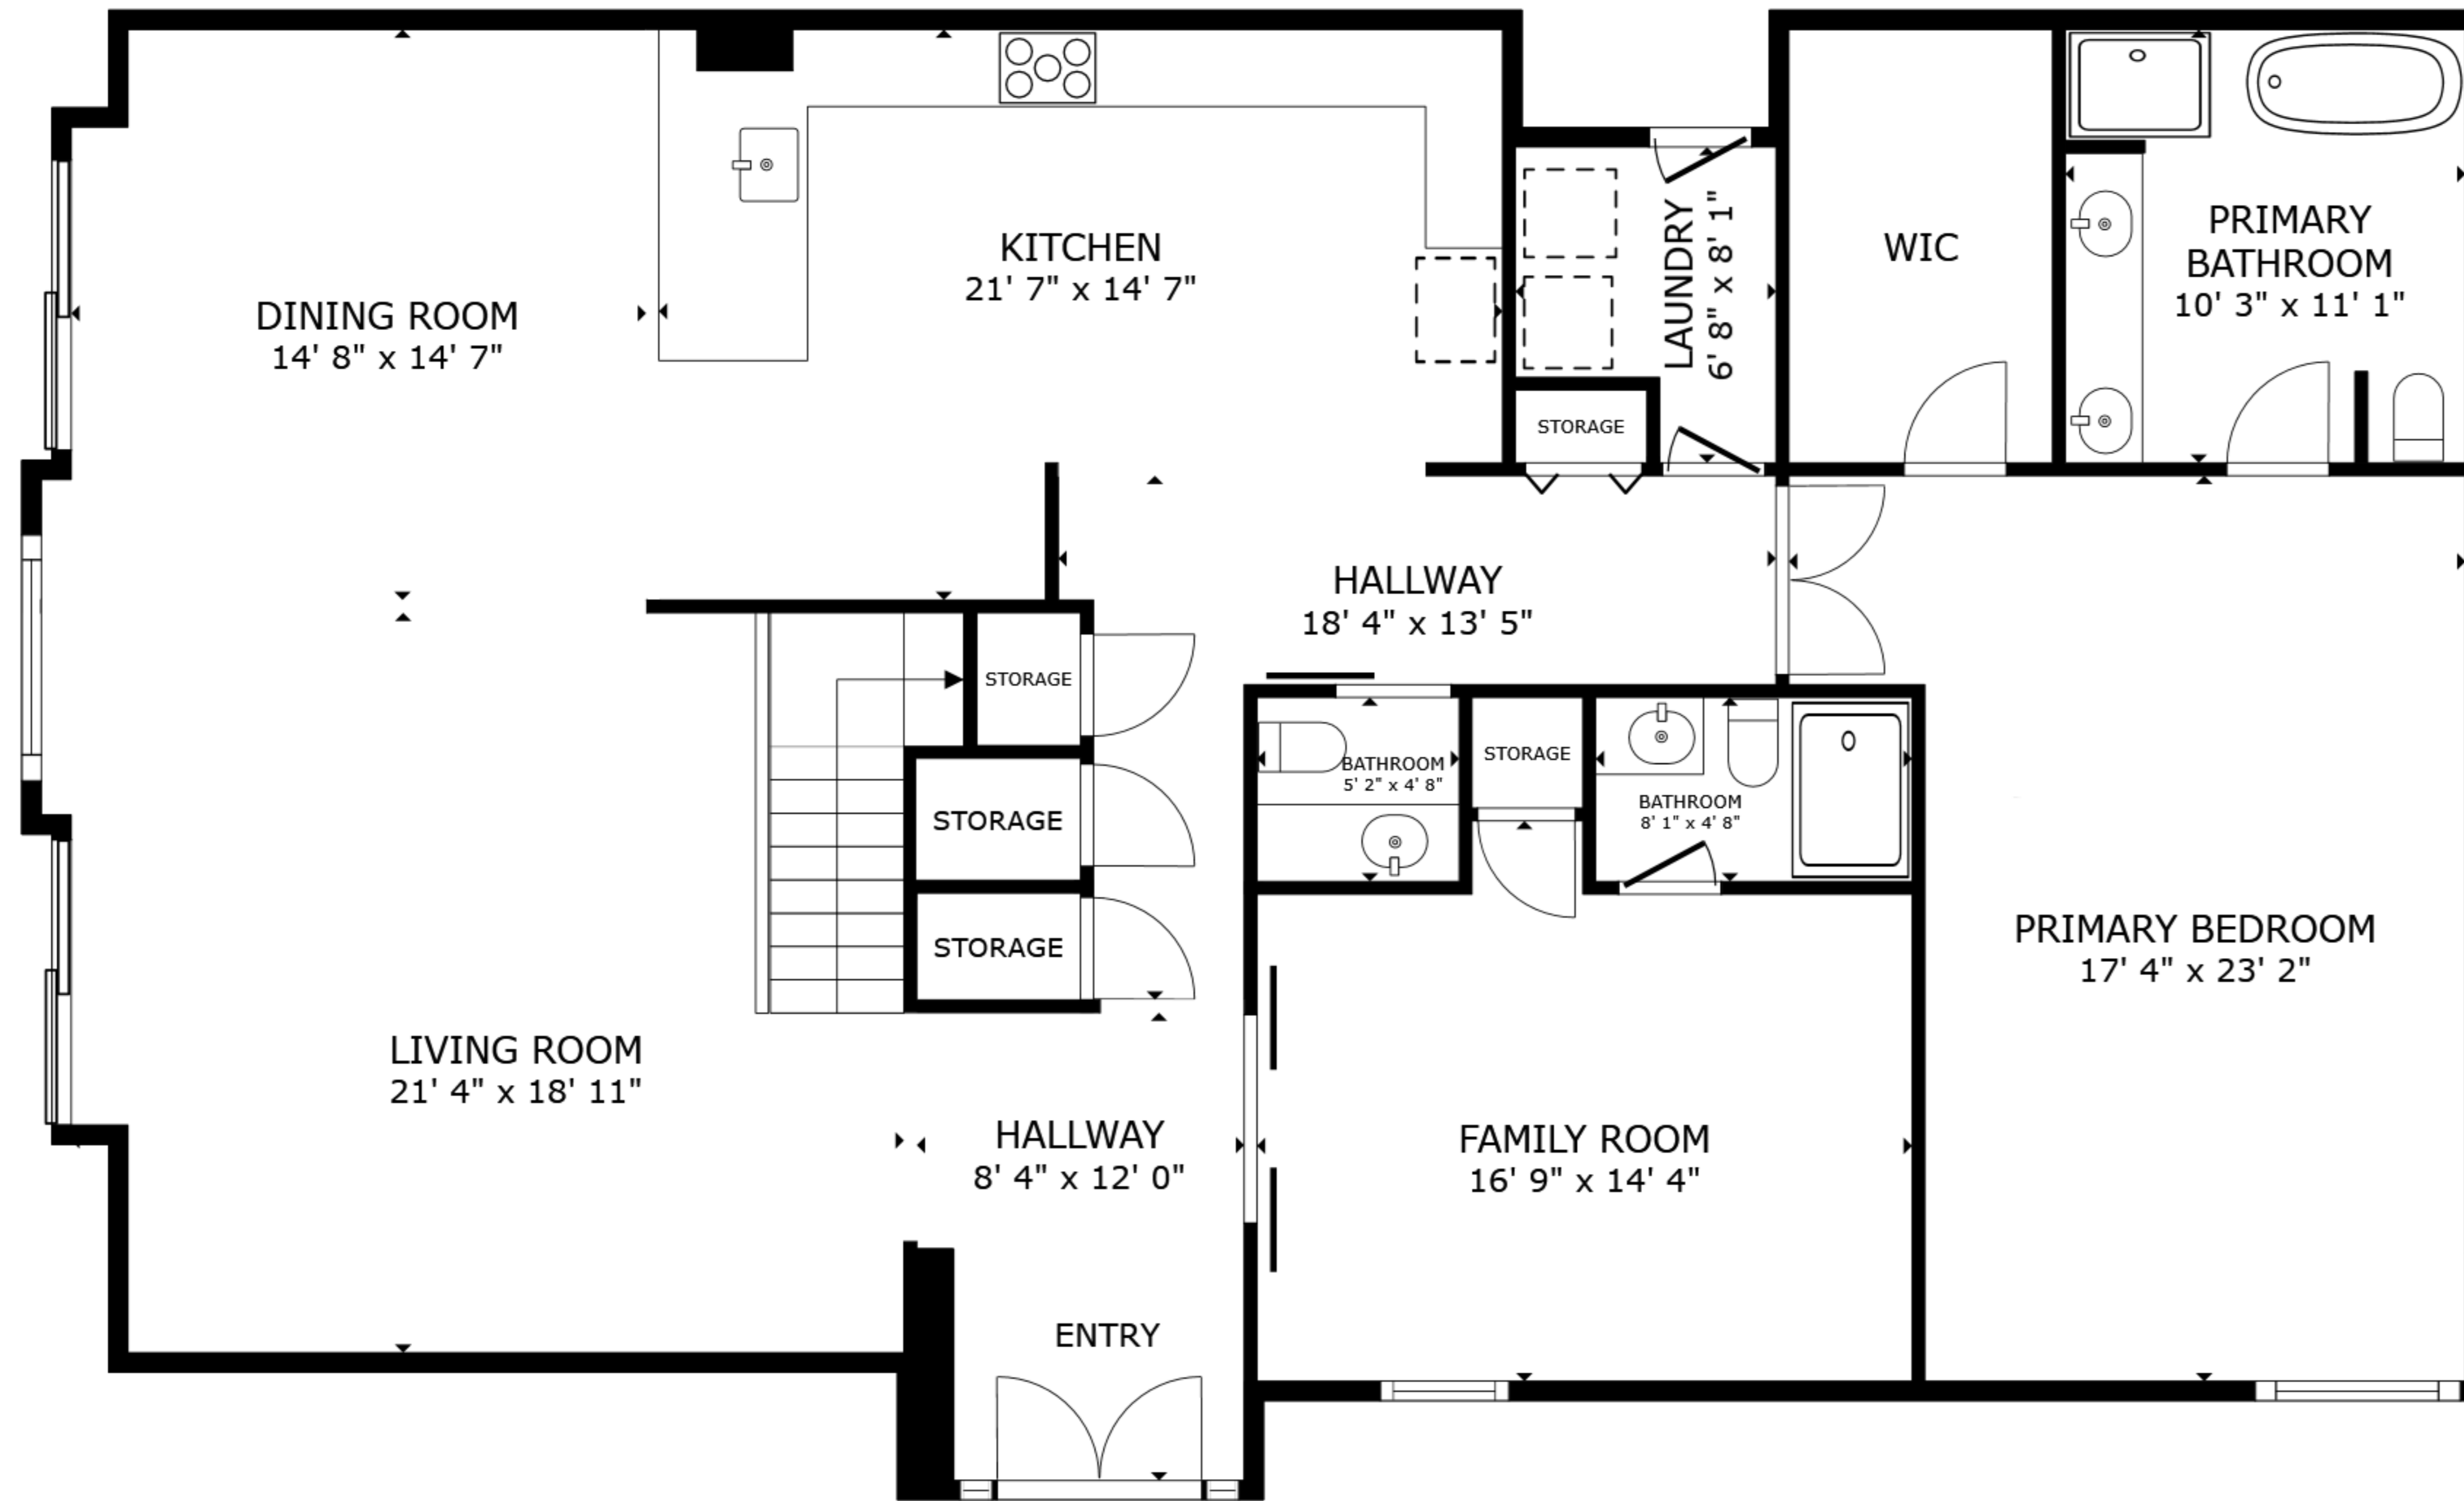 DINING ROOM
14' 8" x 14' 7"
KITCHEN
21' 7" x 14' 7"
LAUNDRY
6' 8" x 8' 1"
STORAGE
WIC
PRIMARY
BATHROOM
10' 3" x 11' 1"
HALLWAY
18' 4" x 13' 5"
STORAGE
STORAGE
STORAGE
BATHROOM
5' 2" x 4' 8"
STORAGE
BATHROOM
8' 1" x 4' 8"
PRIMARY BEDROOM
17' 4" x 23' 2"
LIVING ROOM
21' 4" x 18' 11"
HALLWAY
8' 4" x 12' 0"
FAMILY ROOM
16' 9" x 14' 4"
ENTRY